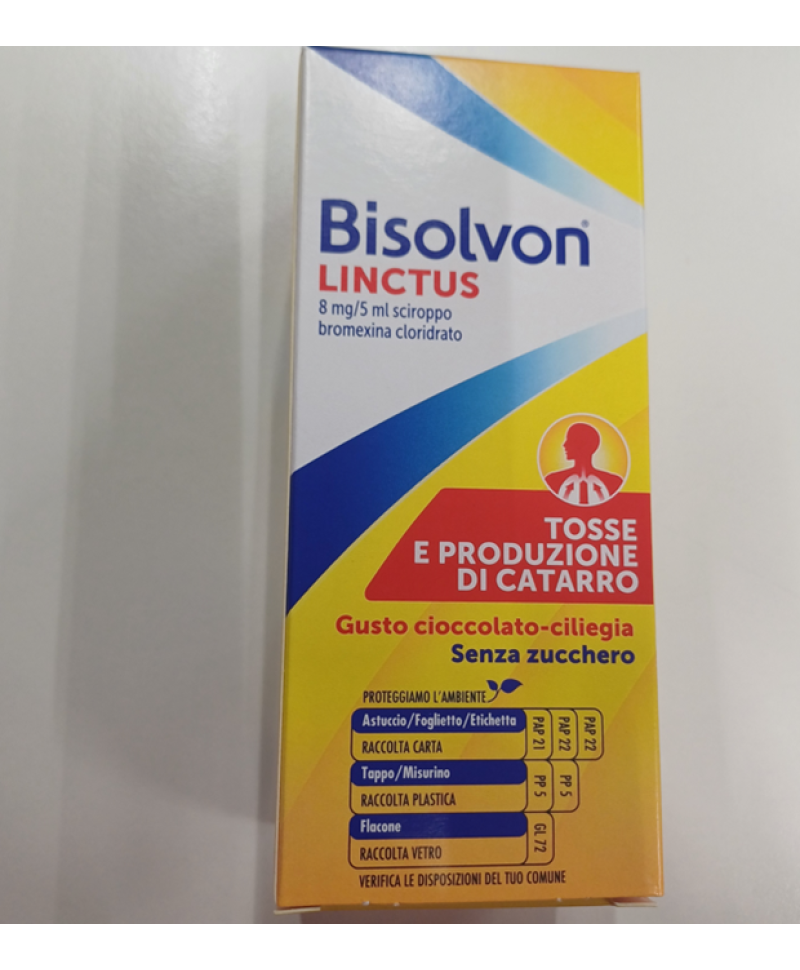 Bisolvon®
LINCTUS
8 mg/5 ml sciroppo
bromexina cloridrato
TOSSE
E PRODUZIONE
DI CATARRO
Gusto cioccolato-ciliegia
Senza zucchero
PROTEGGIAMO L'AMBIENTE
Astuccio/Foglietto/Etichetta
RACCOLTA CARTA
PAP 21
PAP 22
PAP 22
Tappo/Misurino
RACCOLTA PLASTICA
PP 5
PP 5
Flacone
RACCOLTA VETRO
GL 72
VERIFICA LE DISPOSIZIONI DEL TUO COMUNE